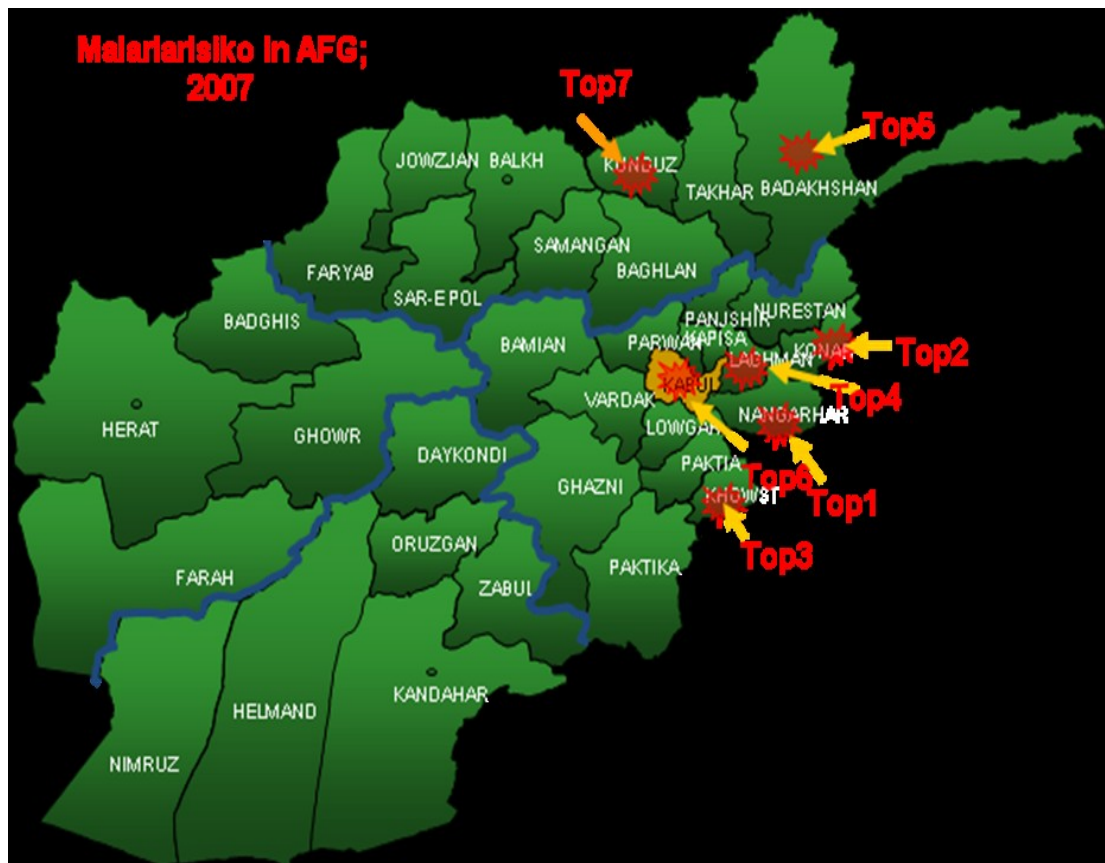 Malariarisiko in AFG;
2007
Top7
Top5
JOWZJAN
BALKH
KUNDUZ
TAKHAR
BADAKHSHAN
SAMANGAN
FARYAB
BAGHLAN
SAR-E POL
BADGHIS
NURESTAN
PANJSHIR
BAMIAN
PARWAN
KAPISA
KONAR
Top2
LAGHMAN
KABUL
VARDAK
Top4
NANGARHAR
HERAT
GHOWR
LOWGAR
DAYKONDI
PAKTIA
GHAZNI
Top6
KHOWST
Top1
ORUZGAN
Top3
PAKTIKA
FARAH
ZABUL
KANDAHAR
HELMAND
NIMRUZ